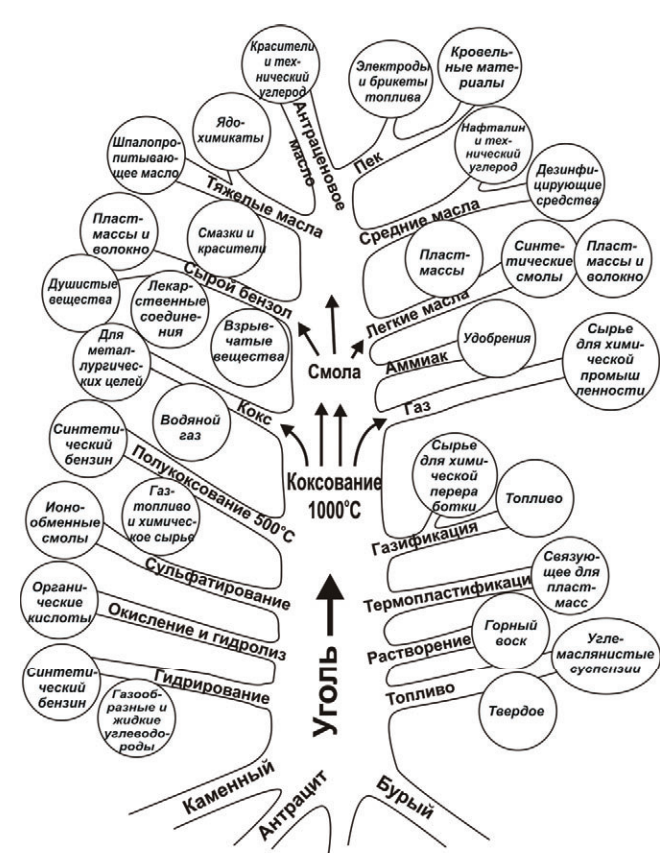 Красители
и тех-
нический
углерод
Электроды
и брикеты
топлива
Кровель-
ные мате-
риалы
Ядо-
химикаты
Антраценовое
масло
Пек
Нафталин
и тех-
нический
углерод
Шпалопро-
питываю-
щее масло
Тяжелые масла
Дезинфи-
цирующие
средства
Средние масла
Пласт-
массы и
волокно
Смазки и
красители
Сырой бензол
Пласт-
массы
Синте-
тические
смолы
Пласт-
массы и
волокно
Легкие масла
Душистые
вещества
Лекар-
ственные
соедине-
ния
Взрыв-
чатые
вещества
Смола
Аммиак
Удобрения
Сырье
для хими-
ческой
промыш
ленности
Для
метал-
лургичес-
ких целей
Кокс
Газ
Водяной
газ
Синтети-
ческий
бензин
Полукоксование 500°С
Коксование
1000°С
Сырье
для хими-
ческой
перера
ботки
Топливо
Газификация
Ионо-
обменные
смолы
Газ-
топливо
и химичес-
кое сырье
Сульфатирование
Термопластификаци
Связую-
щее для
пласт-
масс
Органи-
ческие
кислоты
Окисление и гидролиз
Растворение
Горный
воск
Угле-
маслянистые
суспензии
Синтети-
ческий
бензин
Гидрирование
Газооб-
разные и
жидкие
углеводо-
роды
Уголь
Топливо
Твердое
Каменный
Антрацит
Бурый